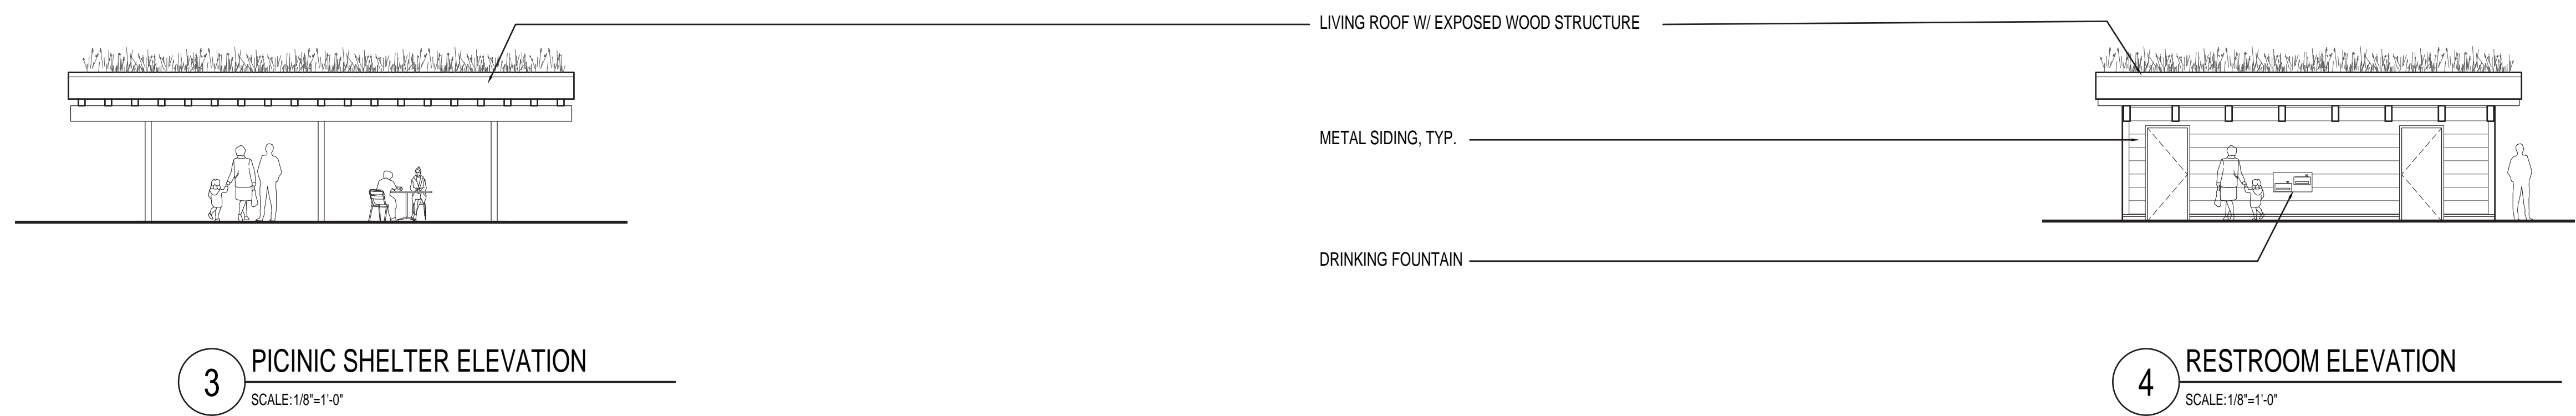 LIVING ROOF W/ EXPOSED WOOD STRUCTURE
METAL SIDING, TYP.
DRINKING FOUNTAIN
3
PICINIC SHELTER ELEVATION
SCALE:1/8"=1'-0"
4
RESTROOM ELEVATION
SCALE:1/8"=1'-0"